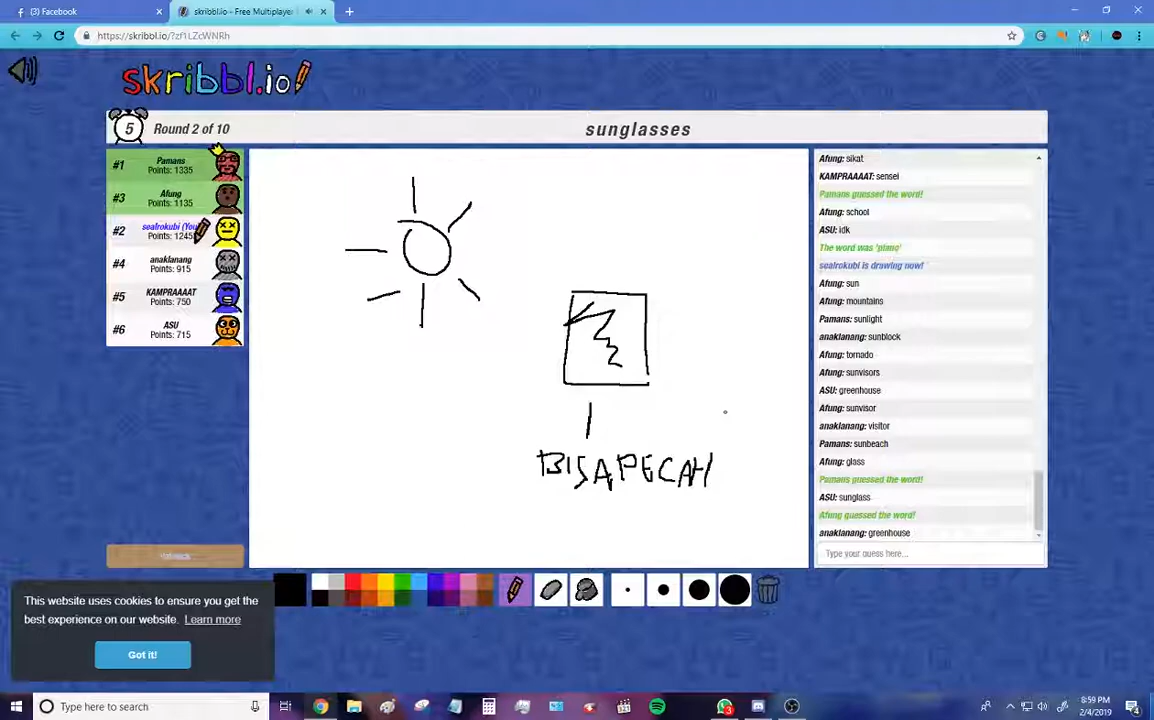 (3) Facebook
skribbl.io - Free Multiplayer
https://skribbl.io/?zf1LZcWNRh
skribbl.io
5
Round 2 of 10
sunglasses
#1
Pamans
Points: 1335
#3
Afung
Points: 1135
#2
sealrokubi (You)
Points: 1245
#4
anaklanang
Points: 915
#5
KAMPRAAAAT
Points: 750
#6
ASU
Points: 715
BISAPECAH
Afung: sikat
KAMPRAAAAT: sensei
Pamans guessed the word!
Afung: school
ASU: idk
sealrokubi is drawing now!
Afung: sun
Afung: mountains
Pamans: sunlight
anaklanang: sunblock
Afung: tornado
Afung: sunvisors
ASU: greenhouse
Afung: sunvisor
anaklanang: visitor
Pamans: sunbeach
Afung: glass
Pamans guessed the word!
ASU: sunglass
Afung guessed the word!
anaklanang: greenhouse
Type your guess here...
This website uses cookies to ensure you get the
best experience on our website. Learn more
Got it!
Type here to search
3
8:59 PM
2/4/2019
4